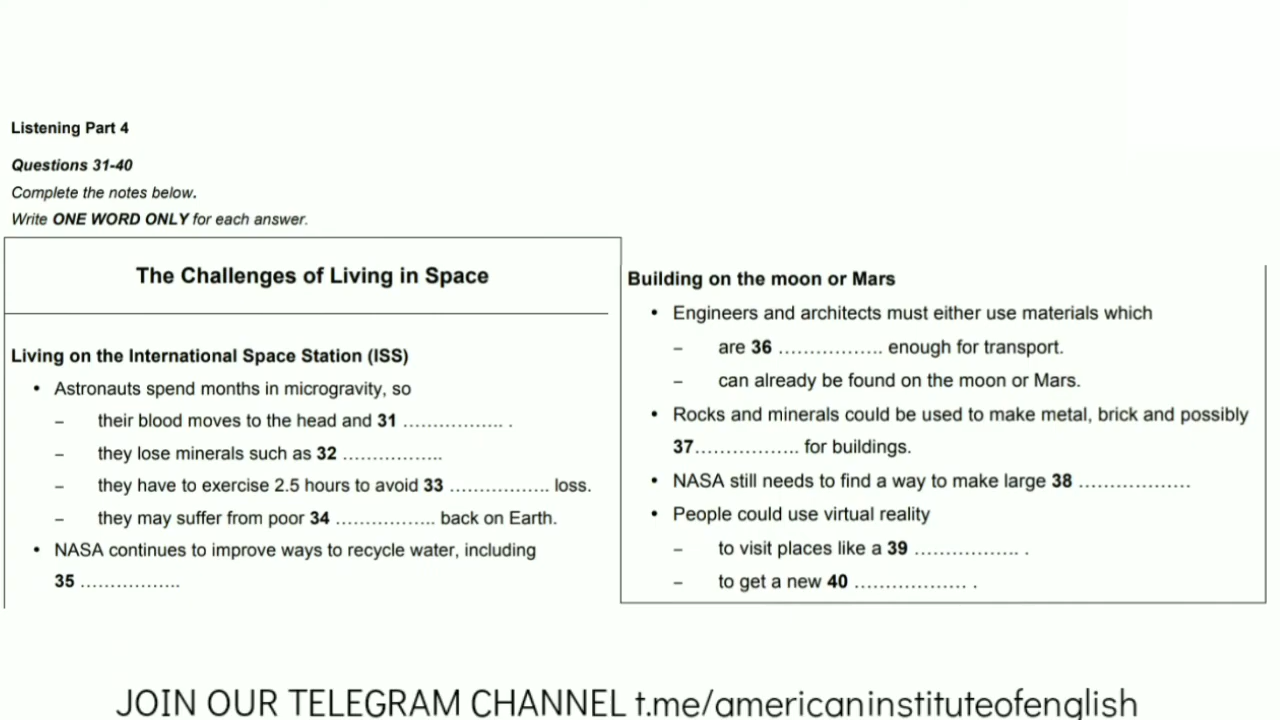 Listening Part 4
Questions 31-40
Complete the notes below.
Write ONE WORD ONLY for each answer.
The Challenges of Living in Space
Living on the International Space Station (ISS)
• Astronauts spend months in microgravity, so
– their blood moves to the head and 31 ................. .
– they lose minerals such as 32 .................
– they have to exercise 2.5 hours to avoid 33 ................. loss.
– they may suffer from poor 34 ................. back on Earth.
• NASA continues to improve ways to recycle water, including
35 .................
Building on the moon or Mars
• Engineers and architects must either use materials which
– are 36 ................. enough for transport.
– can already be found on the moon or Mars.
• Rocks and minerals could be used to make metal, brick and possibly
37................. for buildings.
• NASA still needs to find a way to make large 38 ..................
• People could use virtual reality
– to visit places like a 39 .................. .
– to get a new 40 .................. .
JOIN OUR TELEGRAM CHANNEL t.me/americaninstituteofenglish